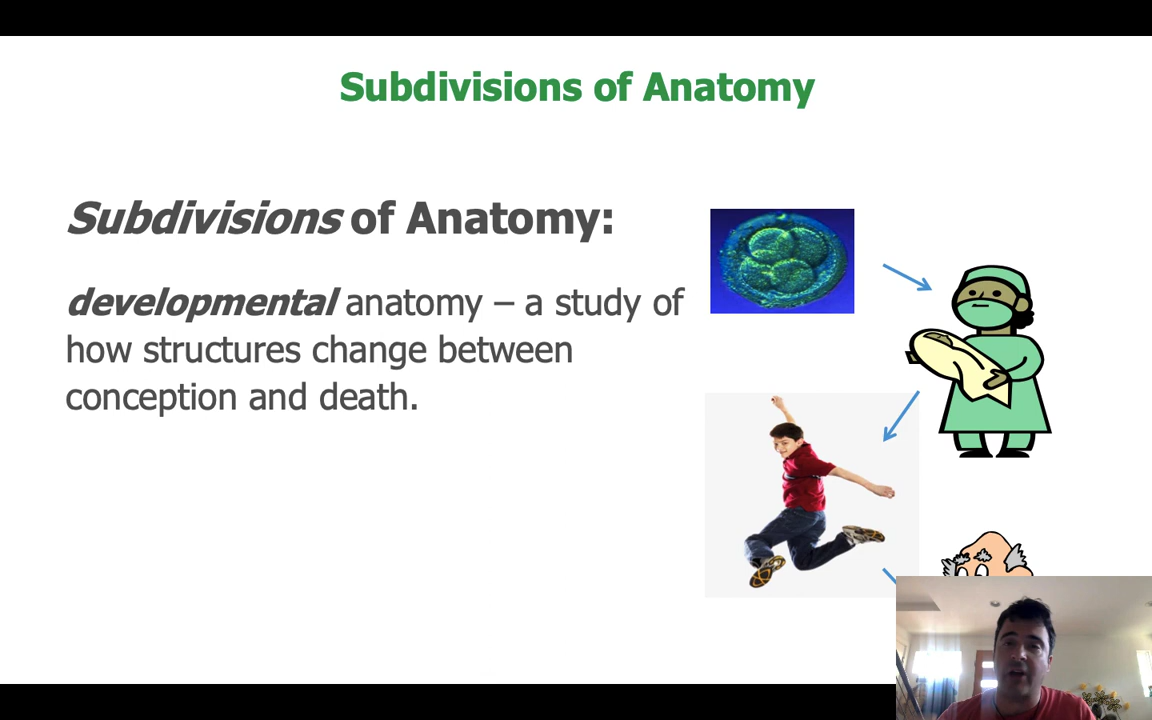 Subdivisions of Anatomy
Subdivisions of Anatomy:
developmental anatomy – a study of
how structures change between
conception and death.